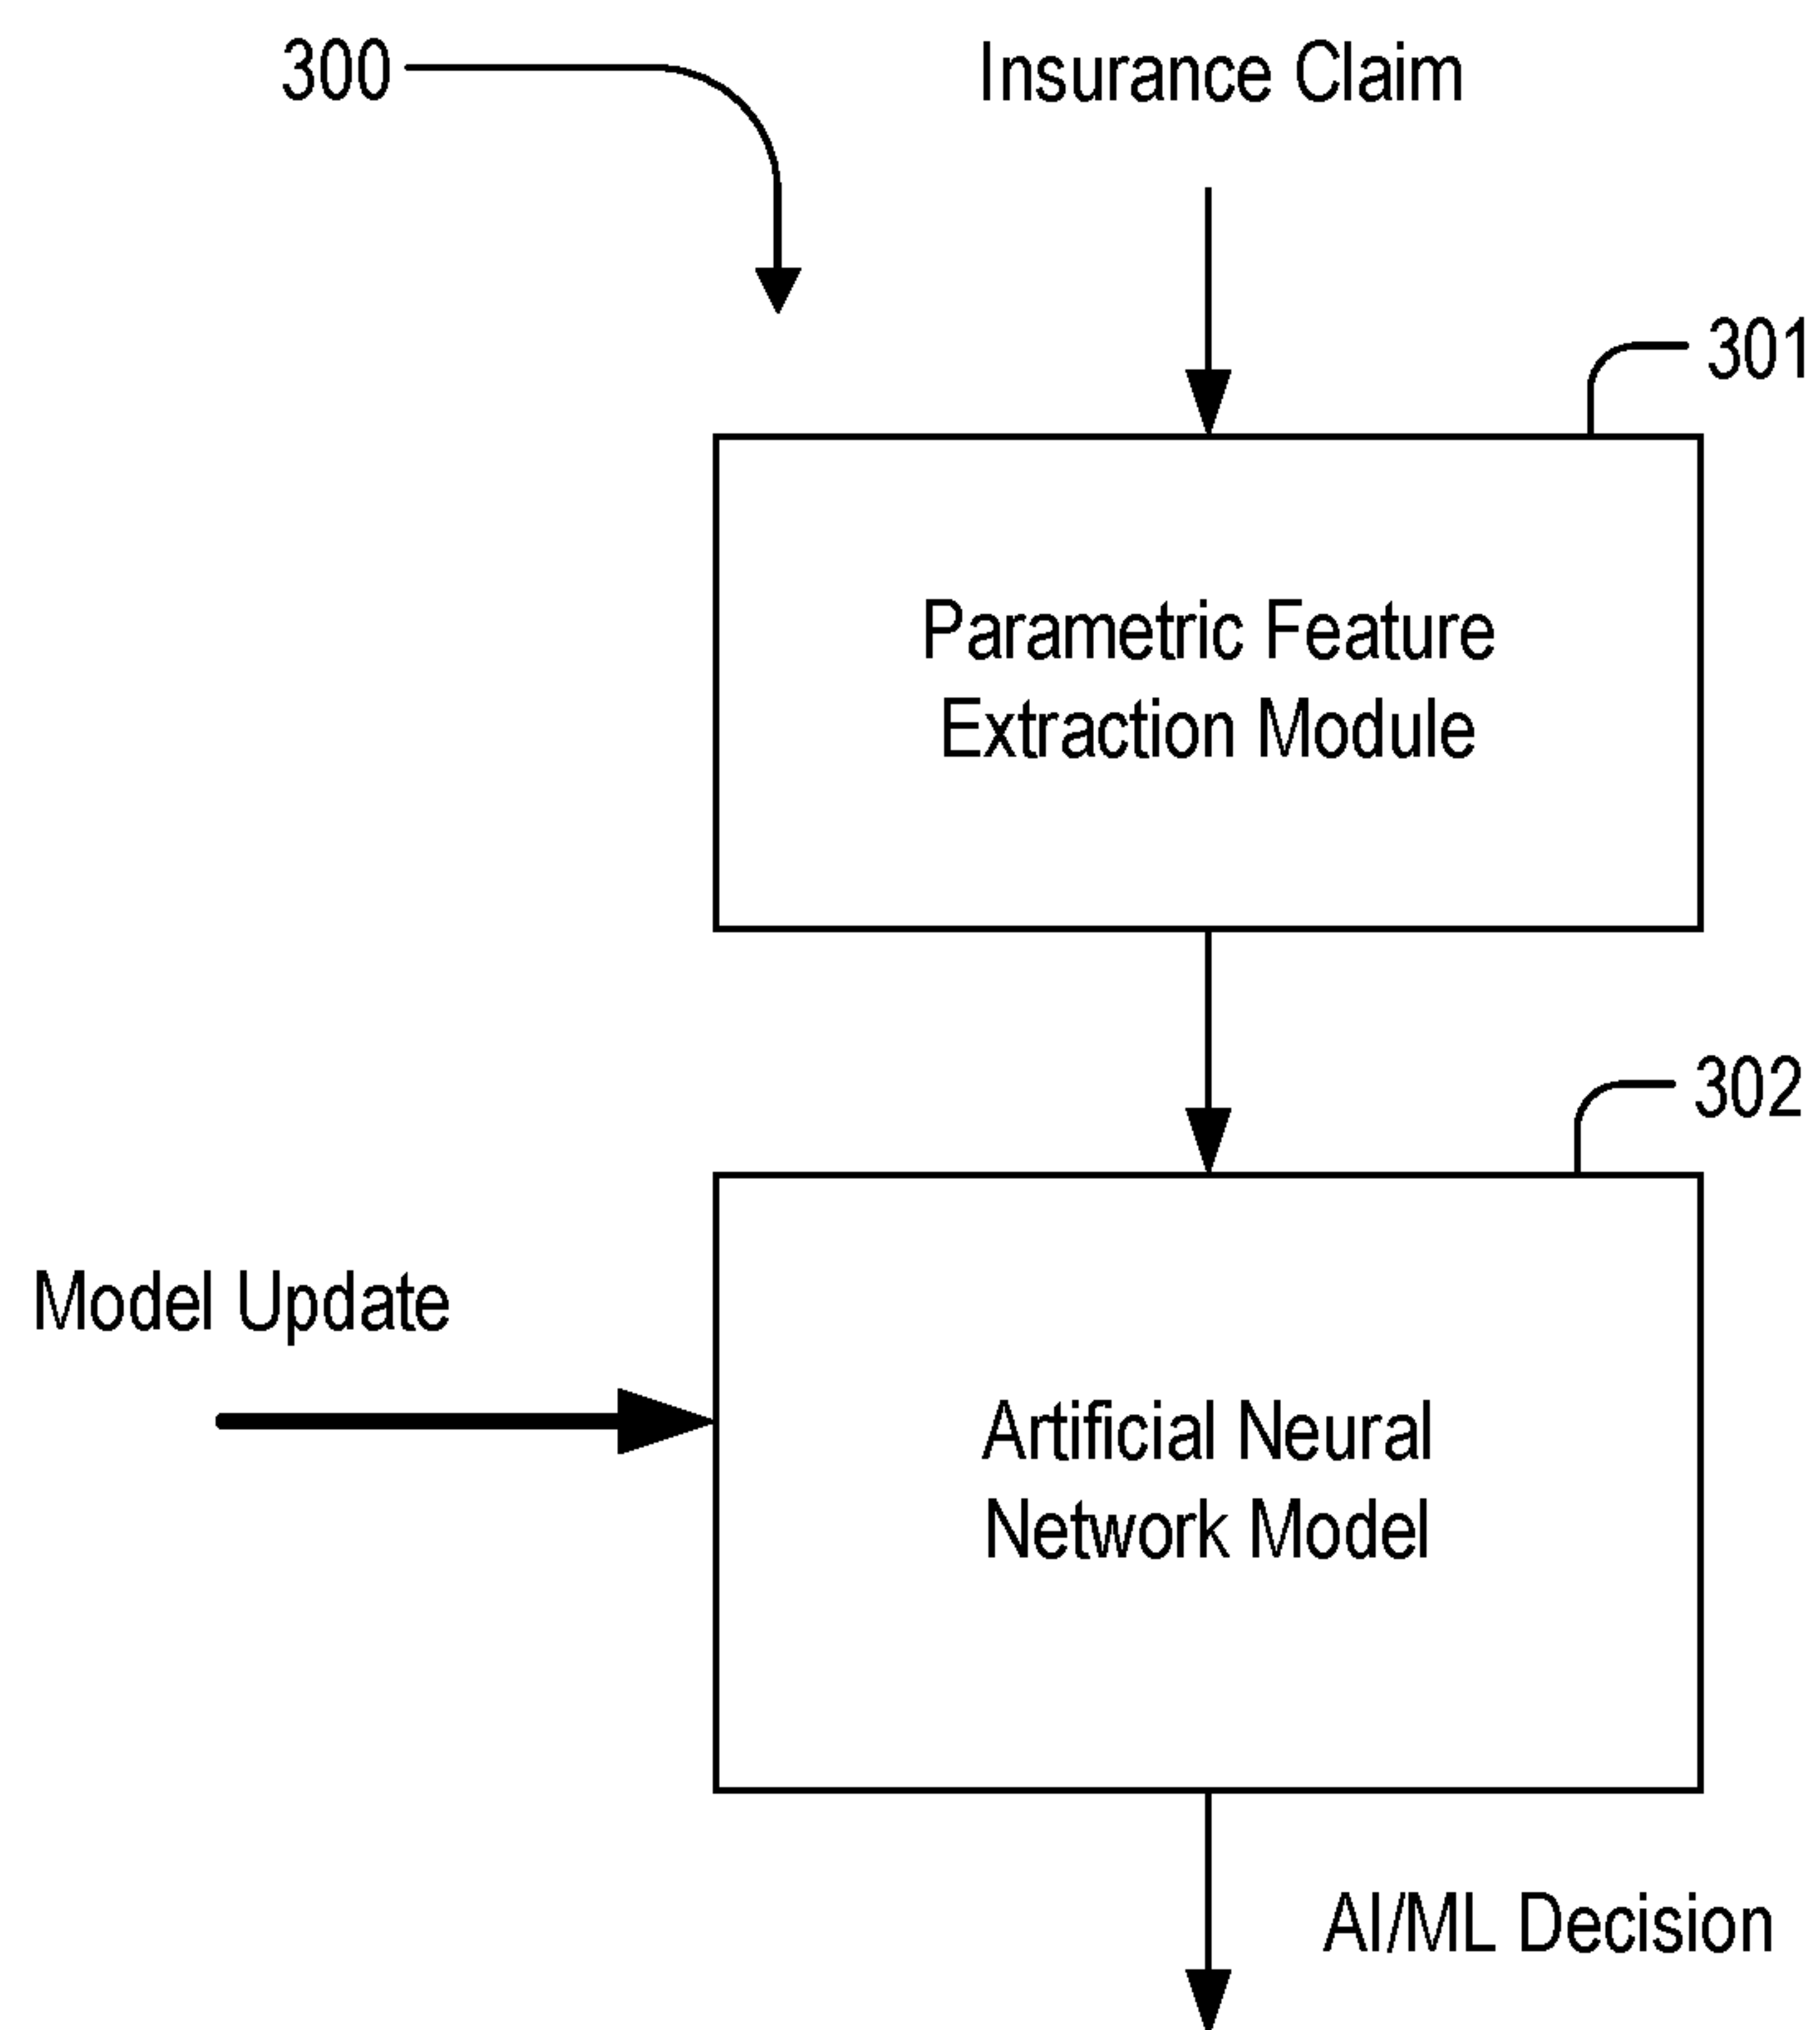 300
Insurance Claim
301
Parametric Feature
Extraction Module
302
Model Update
Artificial Neural
Network Model
AI/ML Decision